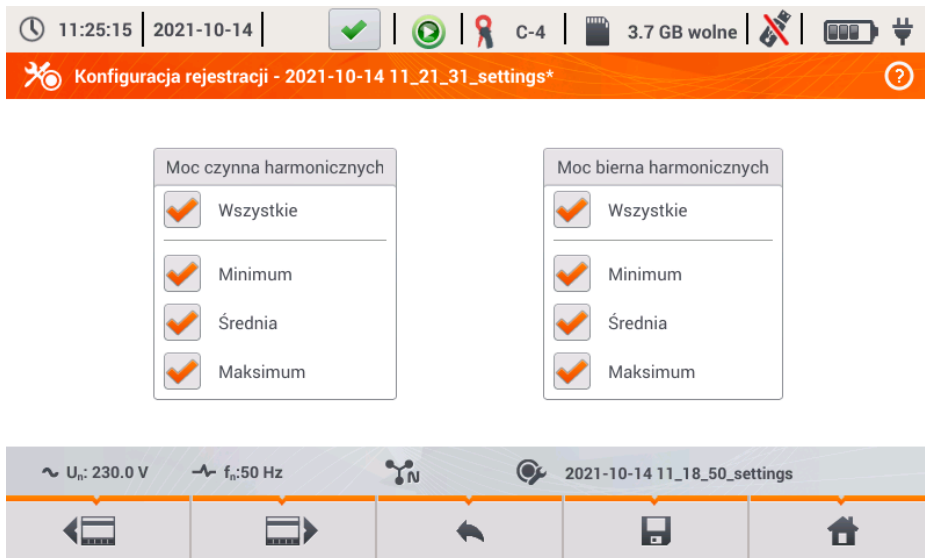 11:25:15 2021-10-14 C-4 3.7 GB wolne
Konfiguracja rejestracji - 2021-10-14 11_21_31_settings*
?
Moc czynna harmonicznych
Wszystkie
Minimum
Średnia
Maksimum
Moc bierna harmonicznych
Wszystkie
Minimum
Średnia
Maksimum
Un: 230.0 V fn:50 Hz N 2021-10-14 11_18_50_settings